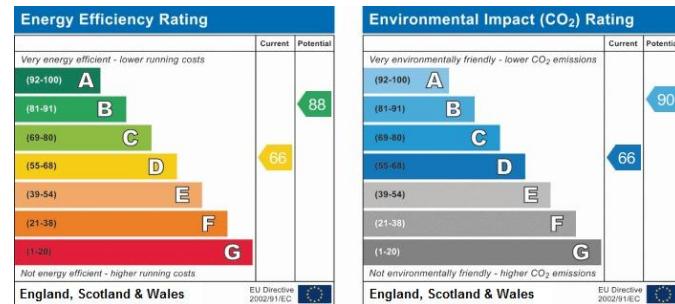 Energy Efficiency Rating
Current Potential
Very energy efficient - lower running costs
(92-100) A
(81-91) B
88
(69-80) C
(55-68) D
66
(39-54) E
(21-38) F
(1-20) G
Not energy efficient - higher running costs
England, Scotland & Wales
EU Directive
2002/91/EC
Environmental Impact (CO₂) Rating
Current Potential
Very environmentally friendly - lower CO₂ emissions
(92-100) A
(81-91) B
90
(69-80) C
(55-68) D
66
(39-54) E
(21-38) F
(1-20) G
Not environmentally friendly - higher CO₂ emissions
England, Scotland & Wales
EU Directive
2002/91/EC